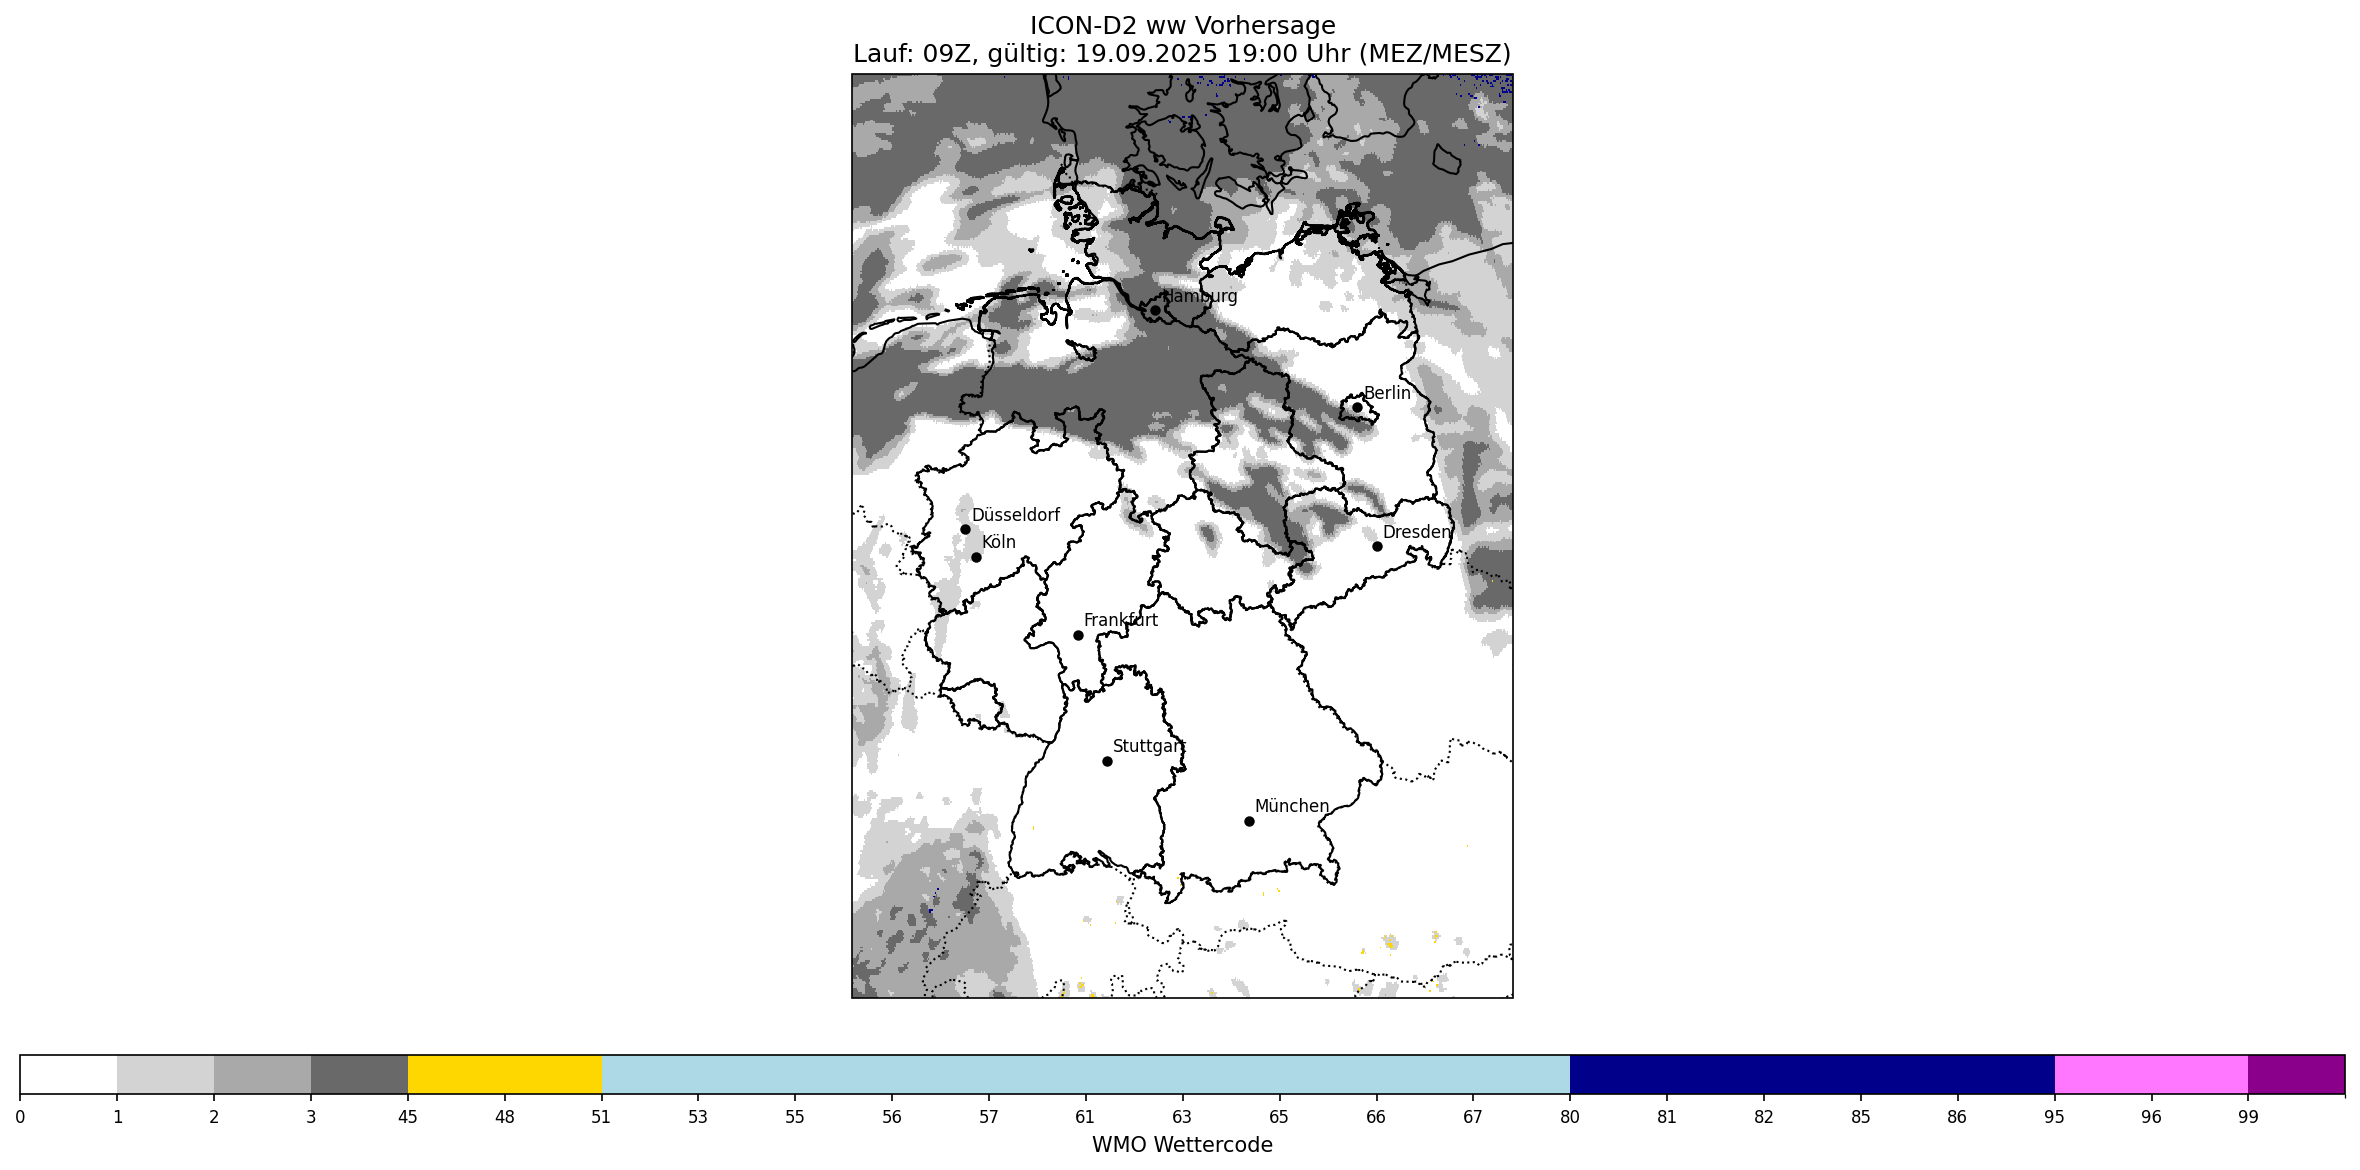 ICON-D2 ww Vorhersage
Lauf: 09Z, gültig: 19.09.2025 19:00 Uhr (MEZ/MESZ)
Hamburg
Berlin
Düsseldorf
Köln
Dresden
Frankfurt
Stuttgart
München
0 1 2 3 45 48 51 53 55 56 57 61 63 65 66 67 80 81 82 85 86 95 96 99
WMO Wettercode